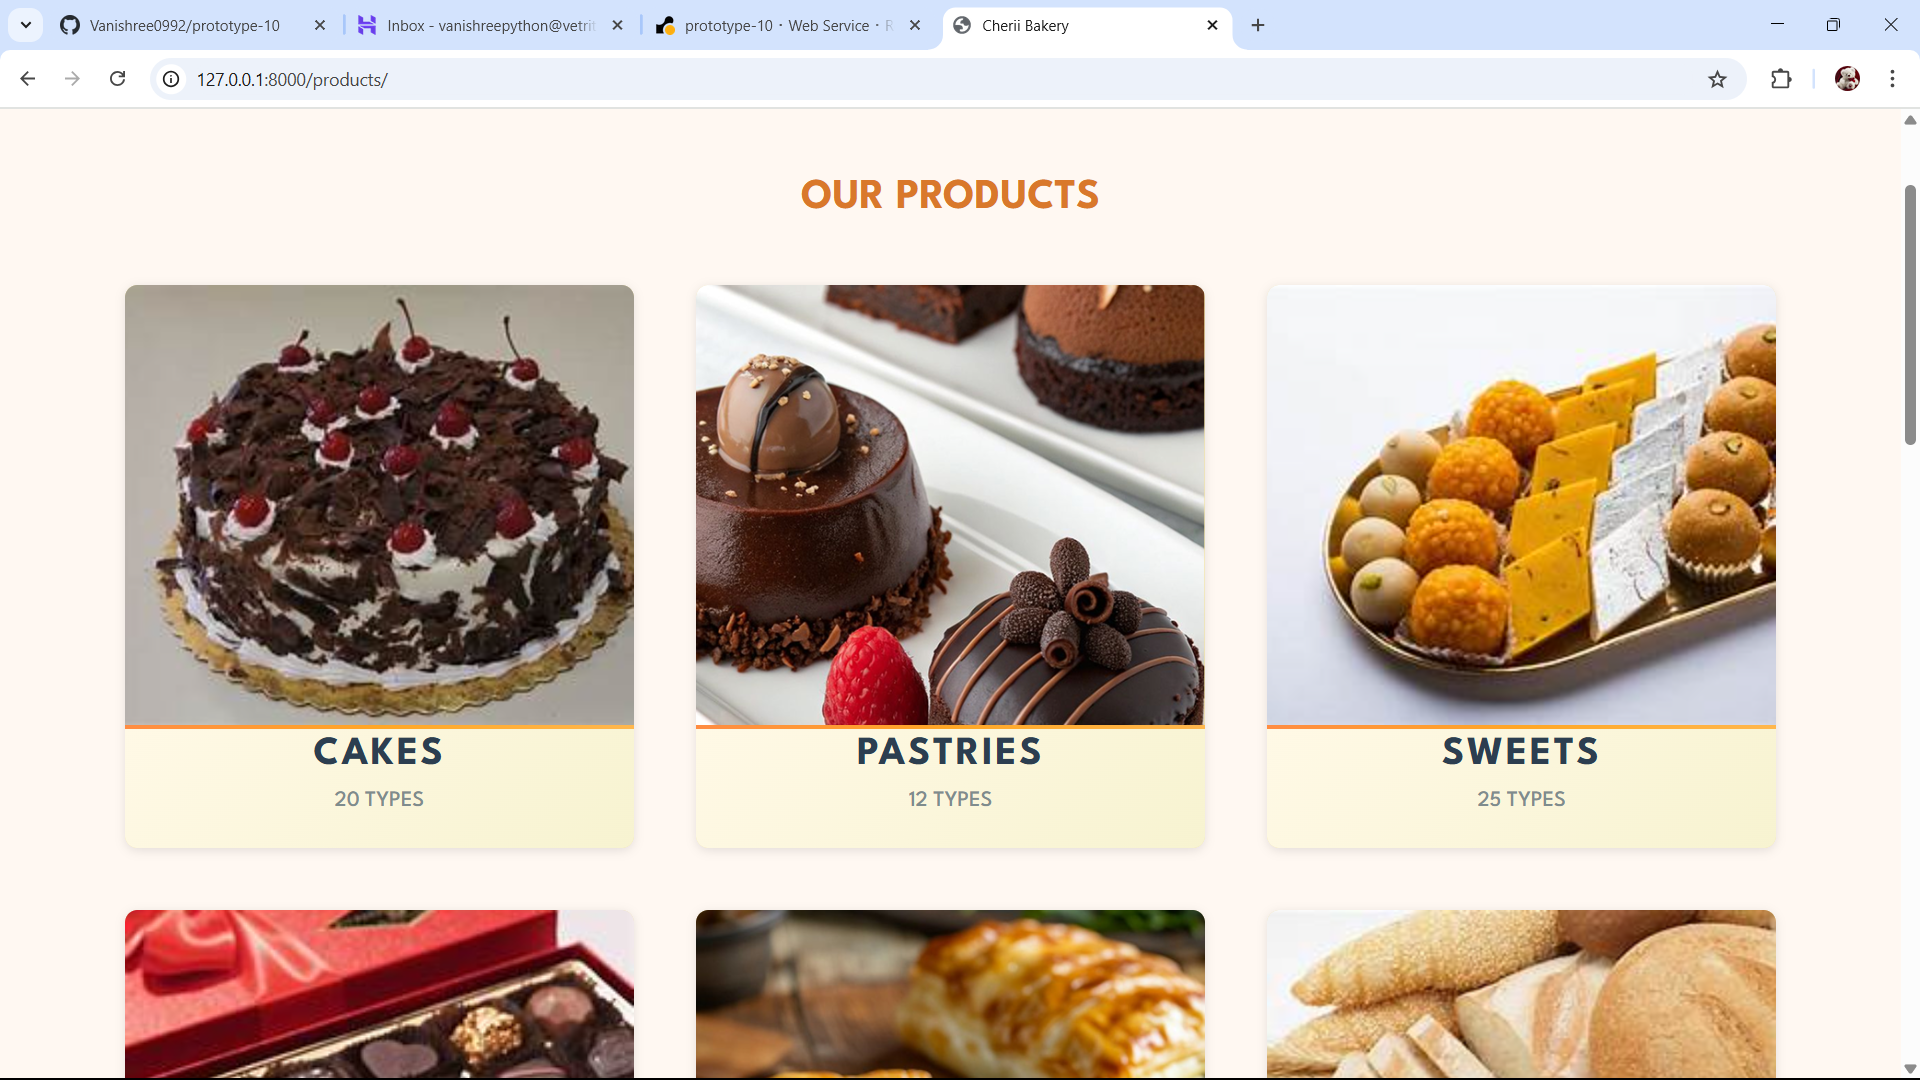 Vanishree0992/prototype-10
Inbox - vanishreepython@vetri
prototype-10 · Web Service · R
Cherii Bakery
127.0.0.1:8000/products/
OUR PRODUCTS
CAKES
20 TYPES
PASTRIES
12 TYPES
SWEETS
25 TYPES